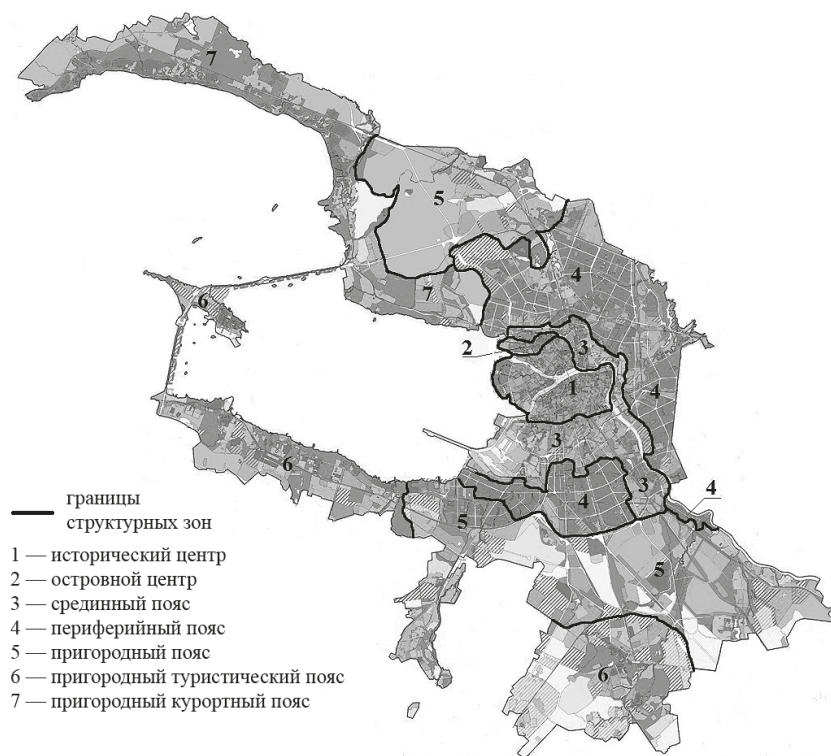 7
5
4
7
6
2
3
1
4
3
6
3
4
4
5
5
6
границы
структурных зон
1 — исторический центр
2 — островной центр
3 — срединный пояс
4 — периферийный пояс
5 — пригородный пояс
6 — пригородный туристический пояс
7 — пригородный курортный пояс